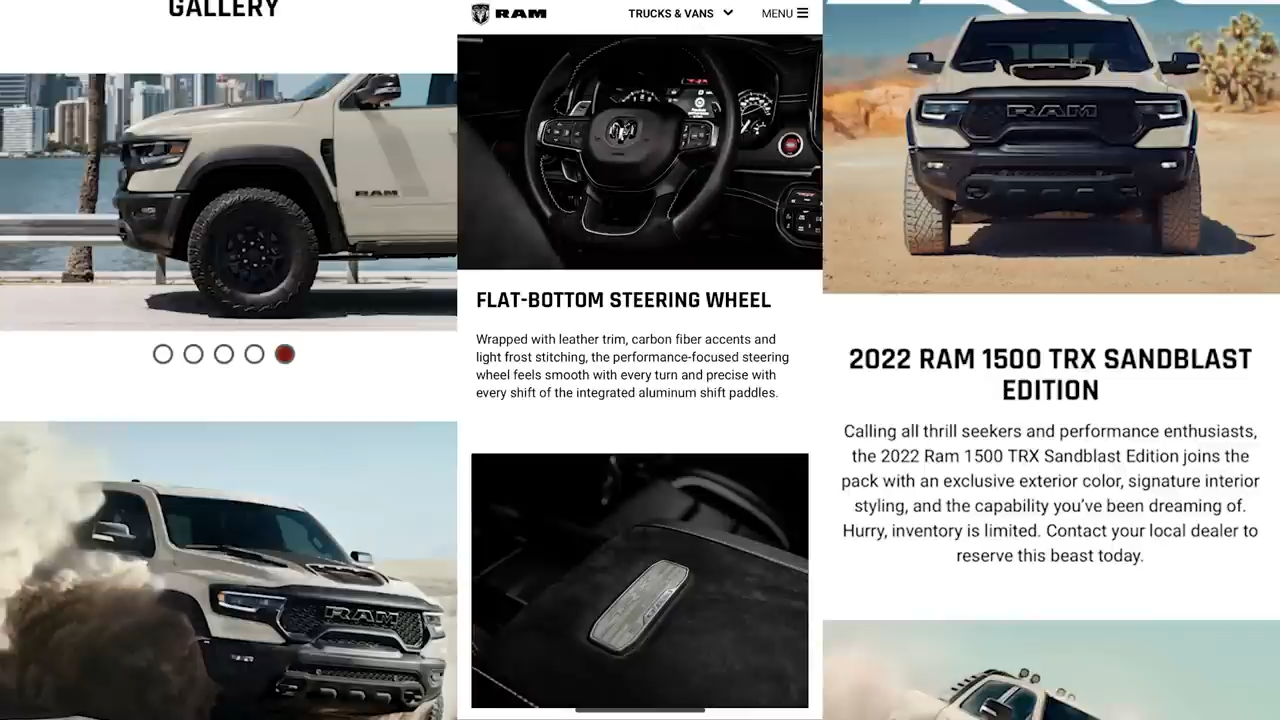 GALLERY
RAM
RAM
RAM
TRUCKS & VANS
MENU
FLAT-BOTTOM STEERING WHEEL
Wrapped with leather trim, carbon fiber accents and
light frost stitching, the performance-focused steering
wheel feels smooth with every turn and precise with
every shift of the integrated aluminum shift paddles.
RAM
2022 RAM 1500 TRX SANDBLAST
EDITION
Calling all thrill seekers and performance enthusiasts,
the 2022 Ram 1500 TRX Sandblast Edition joins the
pack with an exclusive exterior color, signature interior
styling, and the capability you’ve been dreaming of.
Hurry, inventory is limited. Contact your local dealer to
reserve this beast today.